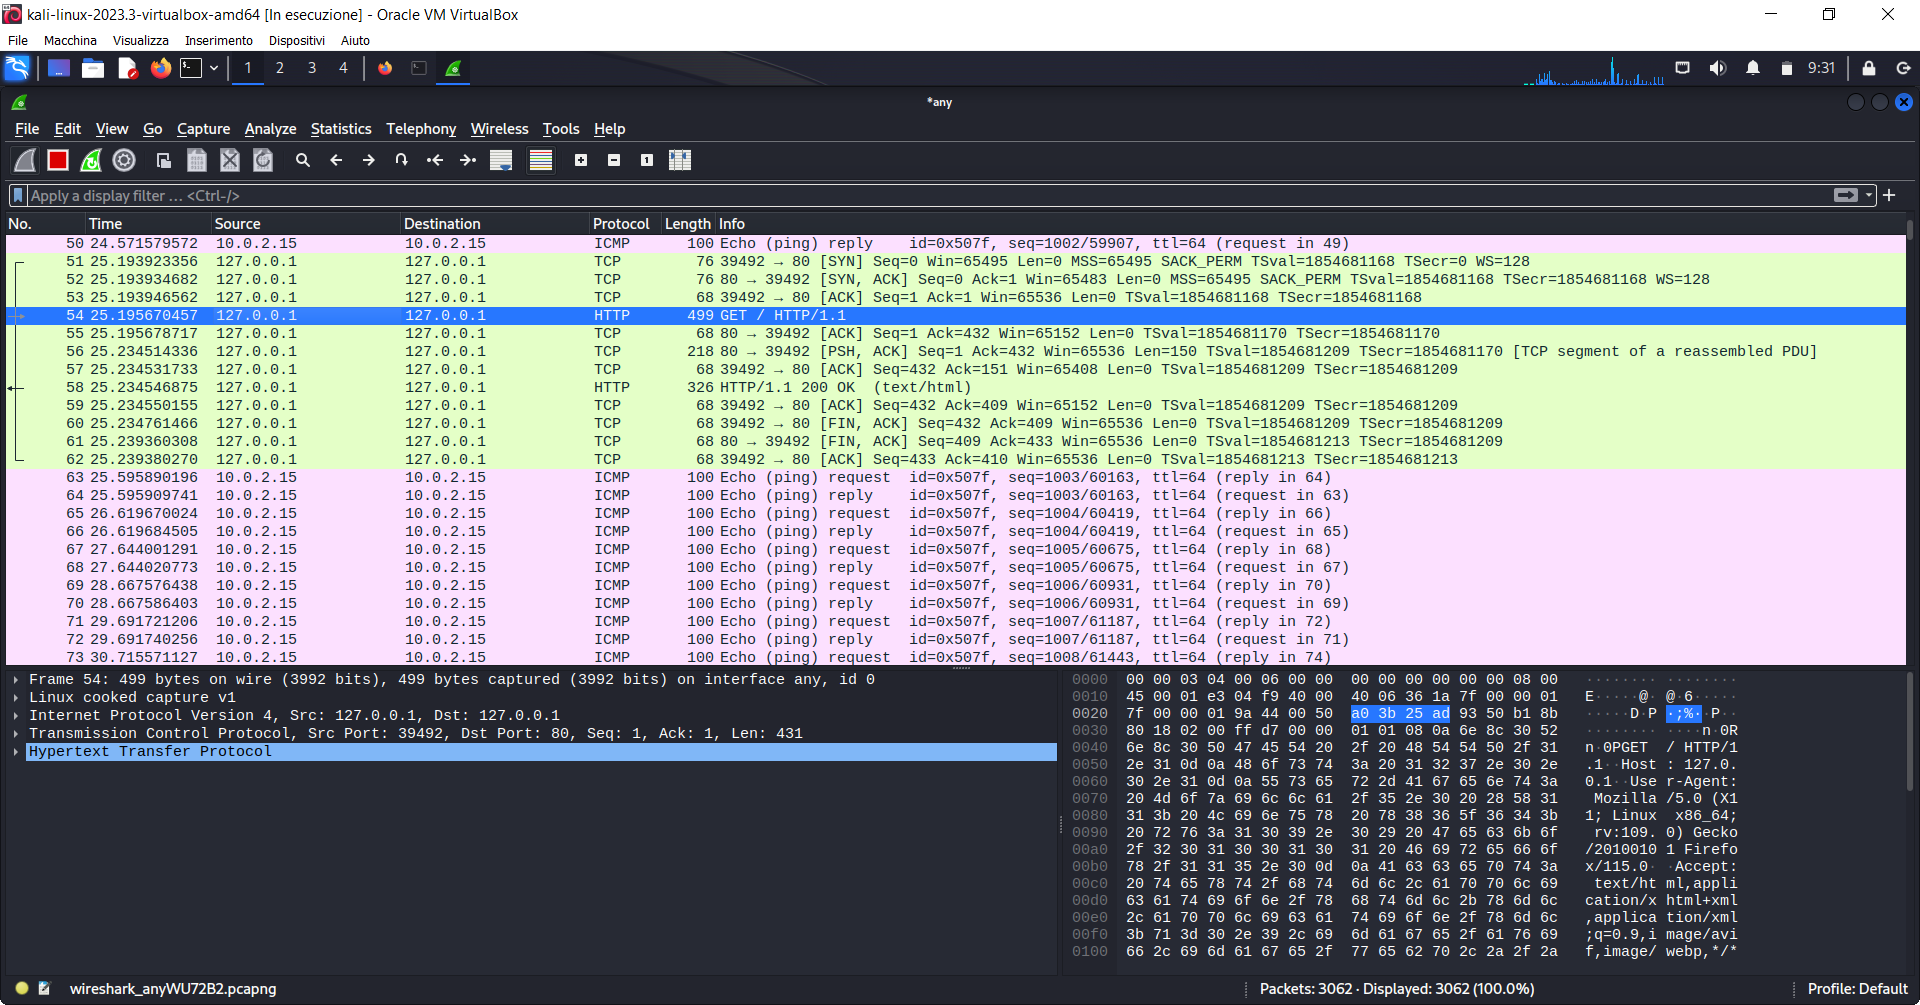 kali-linux-2023.3-virtualbox-amd64 [In esecuzione] - Oracle VM VirtualBox
File Macchina Visualizza Inserimento Dispositivi Aiuto
1 2 3 4 9:31
*any
File Edit View Go Capture Analyze Statistics Telephony Wireless Tools Help
Apply a display filter ... <Ctrl-/>
No. Time Source Destination Protocol Length Info
50 24.571579572 10.0.2.15 10.0.2.15 ICMP 100 Echo (ping) reply id=0x507f, seq=1002/59907, ttl=64 (request in 49)
51 25.193923356 127.0.0.1 127.0.0.1 TCP 76 39492 → 80 [SYN] Seq=0 Win=65495 Len=0 MSS=65495 SACK_PERM TSval=1854681168 TSecr=0 WS=128
52 25.193934682 127.0.0.1 127.0.0.1 TCP 76 80 → 39492 [SYN, ACK] Seq=0 Ack=1 Win=65483 Len=0 MSS=65495 SACK_PERM TSval=1854681168 TSecr=1854681168 WS=128
53 25.193946562 127.0.0.1 127.0.0.1 TCP 68 39492 → 80 [ACK] Seq=1 Ack=1 Win=65536 Len=0 TSval=1854681168 TSecr=1854681168
54 25.195670457 127.0.0.1 127.0.0.1 HTTP 499 GET / HTTP/1.1
55 25.195678717 127.0.0.1 127.0.0.1 TCP 68 80 → 39492 [ACK] Seq=1 Ack=432 Win=65152 Len=0 TSval=1854681170 TSecr=1854681170
56 25.234514336 127.0.0.1 127.0.0.1 TCP 218 80 → 39492 [PSH, ACK] Seq=1 Ack=432 Win=65536 Len=150 TSval=1854681209 TSecr=1854681170 [TCP segment of a reassembled PDU]
57 25.234531733 127.0.0.1 127.0.0.1 TCP 68 39492 → 80 [ACK] Seq=432 Ack=151 Win=65408 Len=0 TSval=1854681209 TSecr=1854681209
58 25.234546875 127.0.0.1 127.0.0.1 HTTP 326 HTTP/1.1 200 OK (text/html)
59 25.234550155 127.0.0.1 127.0.0.1 TCP 68 39492 → 80 [ACK] Seq=432 Ack=409 Win=65152 Len=0 TSval=1854681209 TSecr=1854681209
60 25.234761466 127.0.0.1 127.0.0.1 TCP 68 39492 → 80 [FIN, ACK] Seq=432 Ack=409 Win=65536 Len=0 TSval=1854681209 TSecr=1854681209
61 25.239360308 127.0.0.1 127.0.0.1 TCP 68 80 → 39492 [FIN, ACK] Seq=409 Ack=433 Win=65536 Len=0 TSval=1854681213 TSecr=1854681209
62 25.239380270 127.0.0.1 127.0.0.1 TCP 68 39492 → 80 [ACK] Seq=433 Ack=410 Win=65536 Len=0 TSval=1854681213 TSecr=1854681213
63 25.595890196 10.0.2.15 10.0.2.15 ICMP 100 Echo (ping) request id=0x507f, seq=1003/60163, ttl=64 (reply in 64)
64 25.595909741 10.0.2.15 10.0.2.15 ICMP 100 Echo (ping) reply id=0x507f, seq=1003/60163, ttl=64 (request in 63)
65 26.619670024 10.0.2.15 10.0.2.15 ICMP 100 Echo (ping) request id=0x507f, seq=1004/60419, ttl=64 (reply in 66)
66 26.619684505 10.0.2.15 10.0.2.15 ICMP 100 Echo (ping) reply id=0x507f, seq=1004/60419, ttl=64 (request in 65)
67 27.644001291 10.0.2.15 10.0.2.15 ICMP 100 Echo (ping) request id=0x507f, seq=1005/60675, ttl=64 (reply in 68)
68 27.644020773 10.0.2.15 10.0.2.15 ICMP 100 Echo (ping) reply id=0x507f, seq=1005/60675, ttl=64 (request in 67)
69 28.667576438 10.0.2.15 10.0.2.15 ICMP 100 Echo (ping) request id=0x507f, seq=1006/60931, ttl=64 (reply in 70)
70 28.667586403 10.0.2.15 10.0.2.15 ICMP 100 Echo (ping) reply id=0x507f, seq=1006/60931, ttl=64 (request in 69)
71 29.691721206 10.0.2.15 10.0.2.15 ICMP 100 Echo (ping) request id=0x507f, seq=1007/61187, ttl=64 (reply in 72)
72 29.691740256 10.0.2.15 10.0.2.15 ICMP 100 Echo (ping) reply id=0x507f, seq=1007/61187, ttl=64 (request in 71)
73 30.715571127 10.0.2.15 10.0.2.15 ICMP 100 Echo (ping) request id=0x507f, seq=1008/61443, ttl=64 (reply in 74)
Frame 54: 499 bytes on wire (3992 bits), 499 bytes captured (3992 bits) on interface any, id 0
Linux cooked capture v1
Internet Protocol Version 4, Src: 127.0.0.1, Dst: 127.0.0.1
Transmission Control Protocol, Src Port: 39492, Dst Port: 80, Seq: 1, Ack: 1, Len: 431
Hypertext Transfer Protocol
0000 00 00 03 04 00 06 00 00 00 00 00 00 00 00 08 00 ········ ········
0010 45 00 01 e3 04 f9 40 00 40 06 36 1a 7f 00 00 01 E·····@· @·6·····
0020 7f 00 00 01 9a 44 00 50 a0 3b 25 ad 93 50 b1 8b ·····D·P ·;%··P··
0030 80 18 02 00 ff d7 00 00 01 01 08 0a 6e 8c 30 52 ········ ····n·0R
0040 6e 8c 30 50 47 45 54 20 2f 20 48 54 54 50 2f 31 n·0PGET / HTTP/1
0050 2e 31 0d 0a 48 6f 73 74 3a 20 31 32 37 2e 30 2e .1··Host : 127.0.
0060 30 2e 31 0d 0a 55 73 65 72 2d 41 67 65 6e 74 3a 0.1··Use r-Agent:
0070 20 4d 6f 7a 69 6c 6c 61 2f 35 2e 30 20 28 58 31 Mozilla /5.0 (X1
0080 31 3b 20 4c 69 6e 75 78 20 78 38 36 5f 36 34 3b 1; Linux x86_64;
0090 20 72 76 3a 31 30 39 2e 30 29 20 47 65 63 6b 6f rv:109. 0) Gecko
00a0 2f 32 30 31 30 30 31 30 31 20 46 69 72 65 66 6f /2010010 1 Firefo
00b0 78 2f 31 31 35 2e 30 0d 0a 41 63 63 65 70 74 3a x/115.0· ·Accept:
00c0 20 74 65 78 74 2f 68 74 6d 6c 2c 61 70 70 6c 69 text/ht ml,appli
00d0 63 61 74 69 6f 6e 2f 78 68 74 6d 6c 2b 78 6d 6c cation/x html+xml
00e0 2c 61 70 70 6c 69 63 61 74 69 6f 6e 2f 78 6d 6c ,applica tion/xml
00f0 3b 71 3d 30 2e 39 2c 69 6d 61 67 65 2f 61 76 69 ;q=0.9,i mage/avi
0100 66 2c 69 6d 61 67 65 2f 77 65 62 70 2c 2a 2f 2a f,image/ webp,*/*
wireshark_anyWU72B2.pcapng Packets: 3062 · Displayed: 3062 (100.0%) Profile: Default